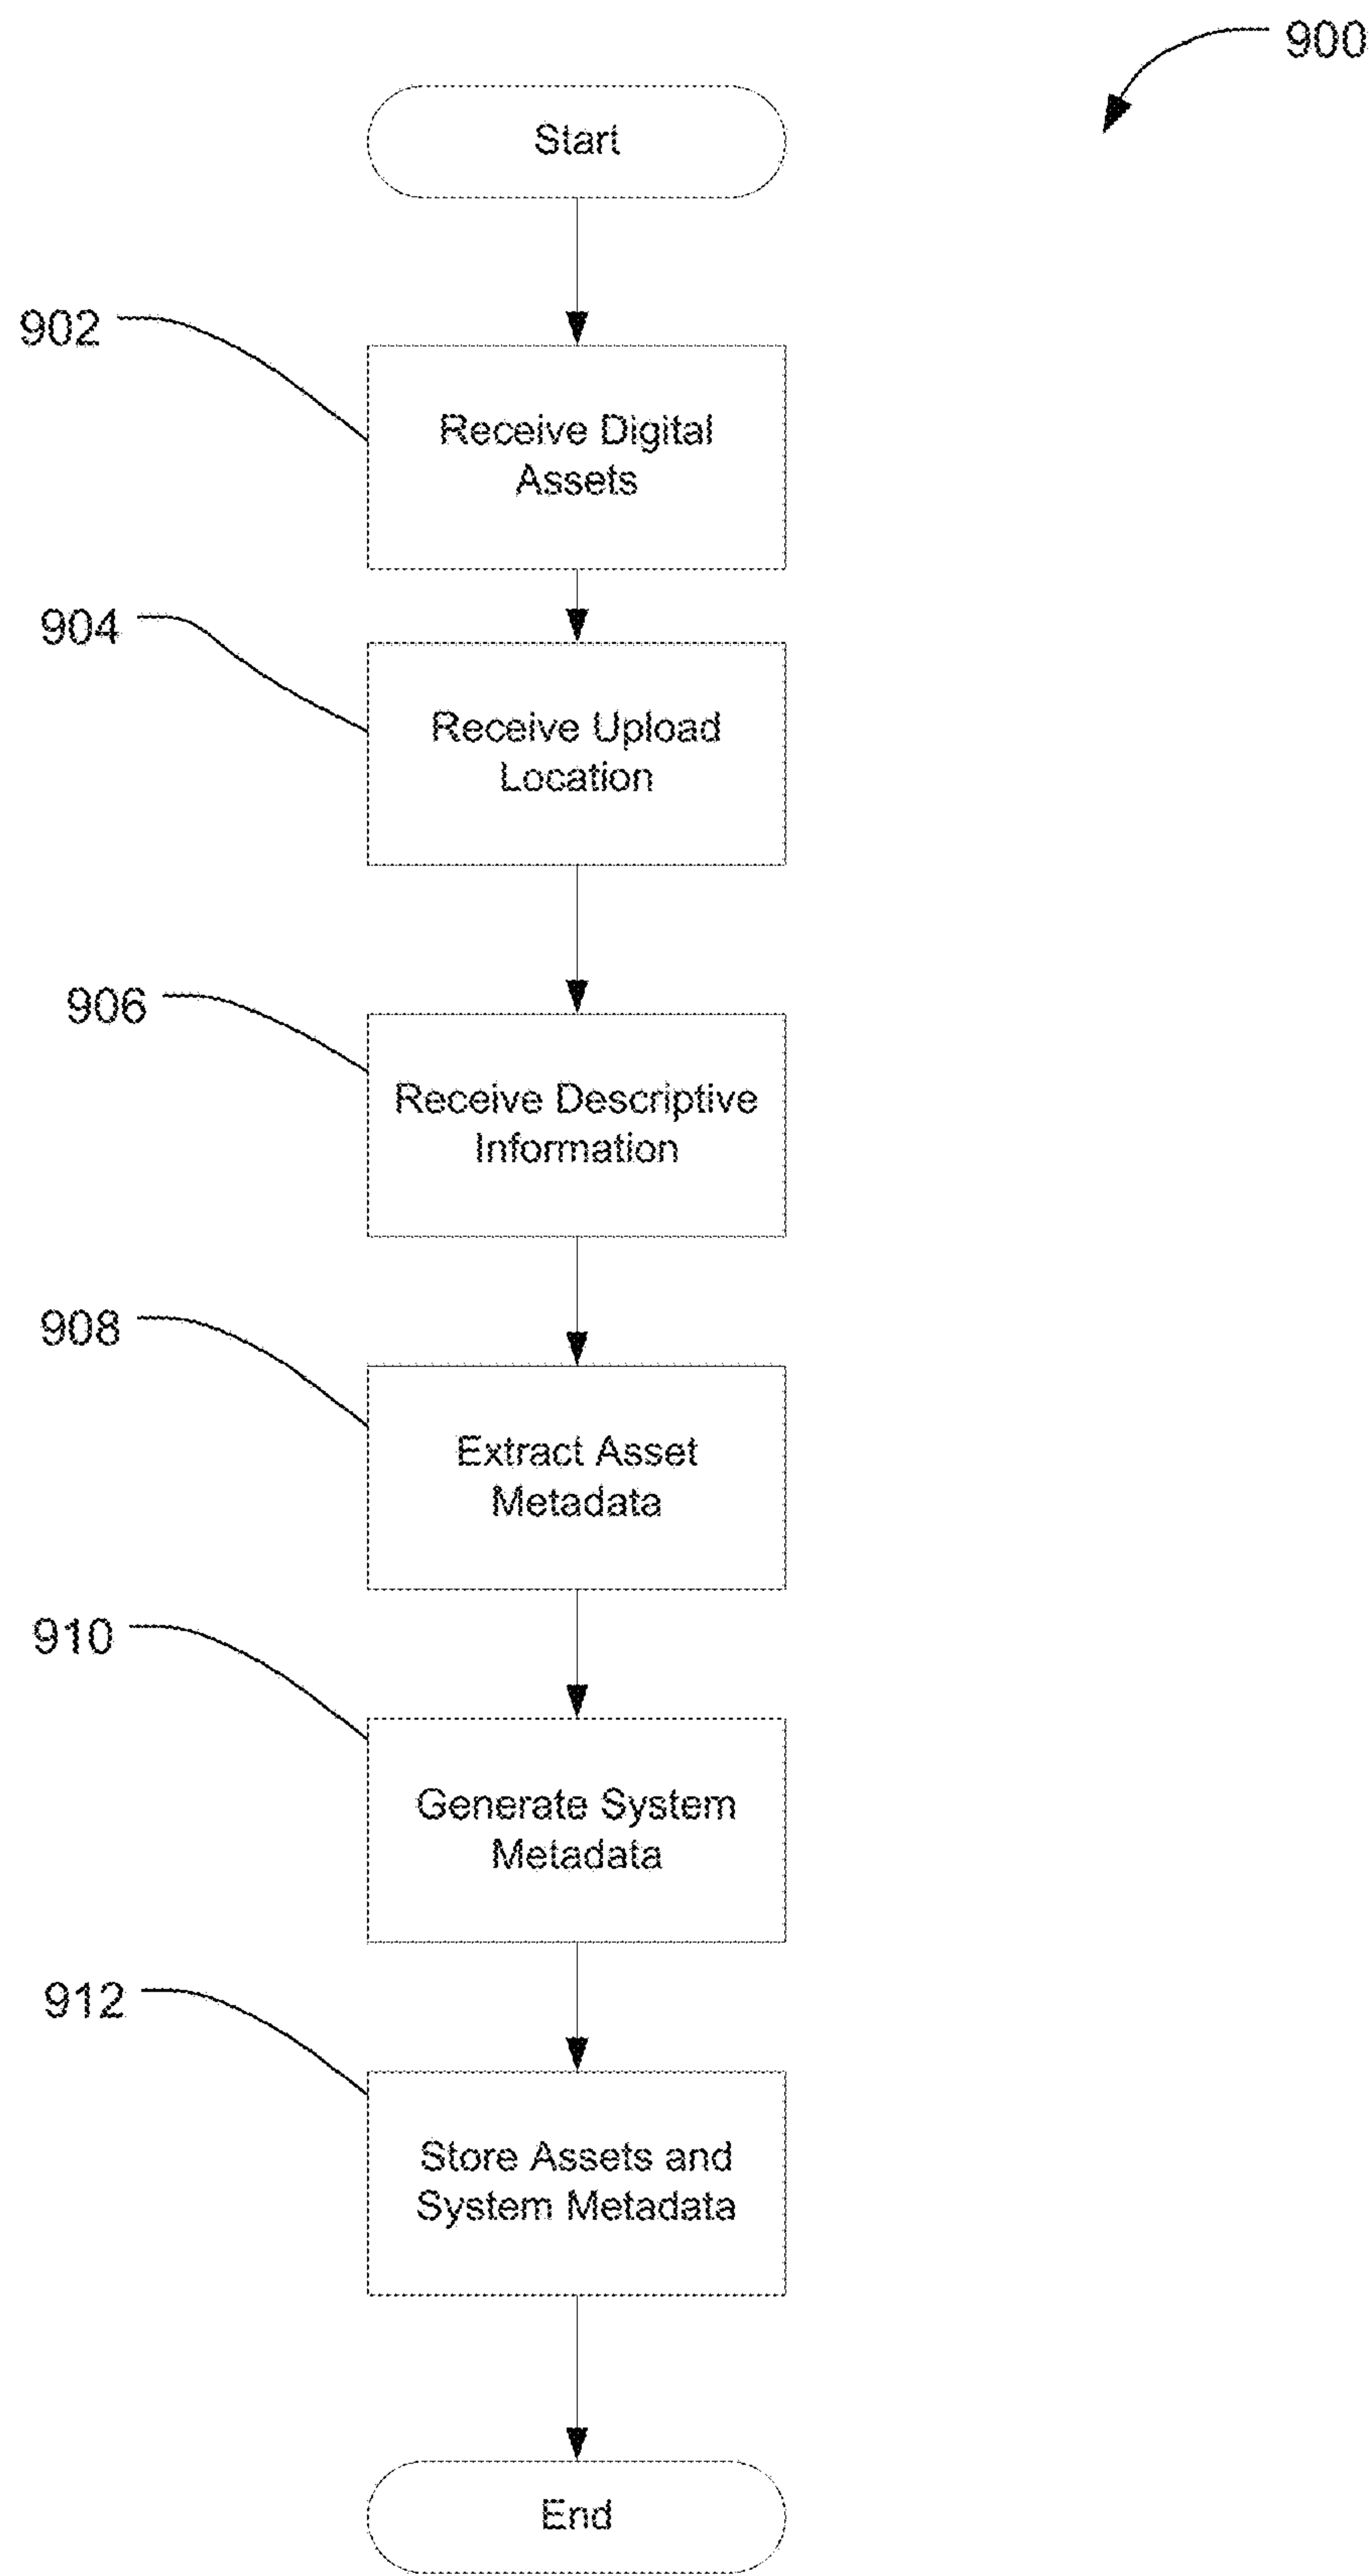 900
Start
902
Receive Digital
Assets
904
Receive Upload
Location
906
Receive Descriptive
Information
908
Extract Asset
Metadata
910
Generate System
Metadata
912
Store Assets and
System Metadata
End